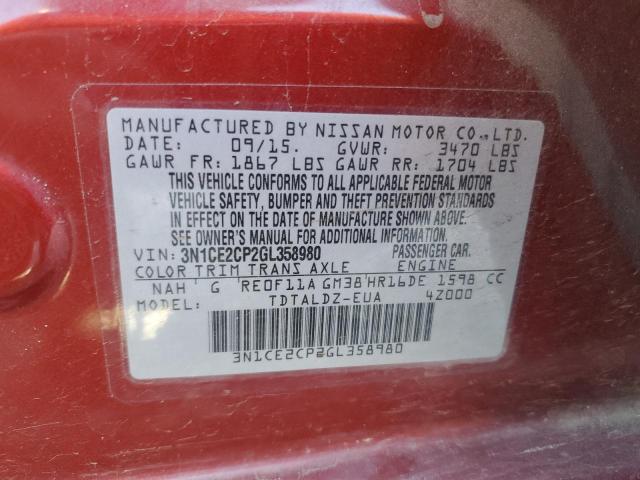 MANUFACTURED BY NISSAN MOTOR CO.,LTD.
DATE: 09/15. GVWR: 3470 LBS
GAWR FR: 1867 LBS GAWR RR: 1704 LBS
THIS VEHICLE CONFORMS TO ALL APPLICABLE FEDERAL MOTOR
VEHICLE SAFETY, BUMPER AND THEFT PREVENTION STANDARDS
IN EFFECT ON THE DATE OF MANUFACTURE SHOWN ABOVE.
SEE OWNER'S MANUAL FOR ADDITIONAL INFORMATION.
VIN: 3N1CE2CP2GL358980 PASSENGER CAR.
COLOR TRIM TRANS AXLE ENGINE
NAH G RE0F11A GM38 HR16DE 1598 CC
MODEL: TDTALDZ-EUA 4Z000
3N1CE2CP2GL358980